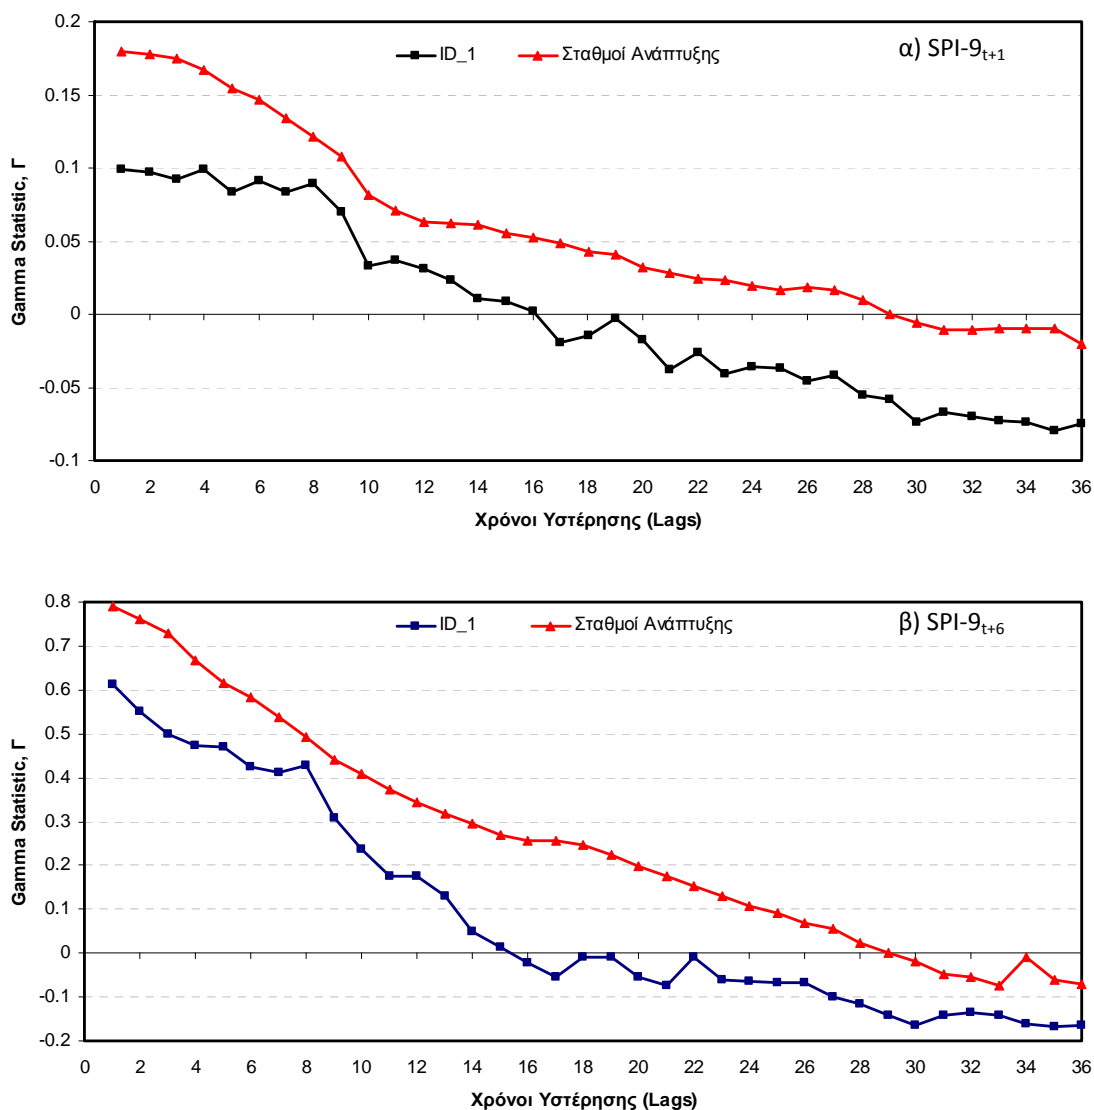 0.2
0.15
0.1
0.05
0
-0.05
-0.1
Gamma Statistic, Γ
ID_1
Σταθμοί Ανάπτυξης
α) SPI-9t+1
0 2 4 6 8 10 12 14 16 18 20 22 24 26 28 30 32 34 36
Χρόνοι Υστέρησης (Lags)
0.8
0.7
0.6
0.5
0.4
0.3
0.2
0.1
0
-0.1
-0.2
Gamma Statistic, Γ
ID_1
Σταθμοί Ανάπτυξης
β) SPI-9t+6
0 2 4 6 8 10 12 14 16 18 20 22 24 26 28 30 32 34 36
Χρόνοι Υστέρησης (Lags)